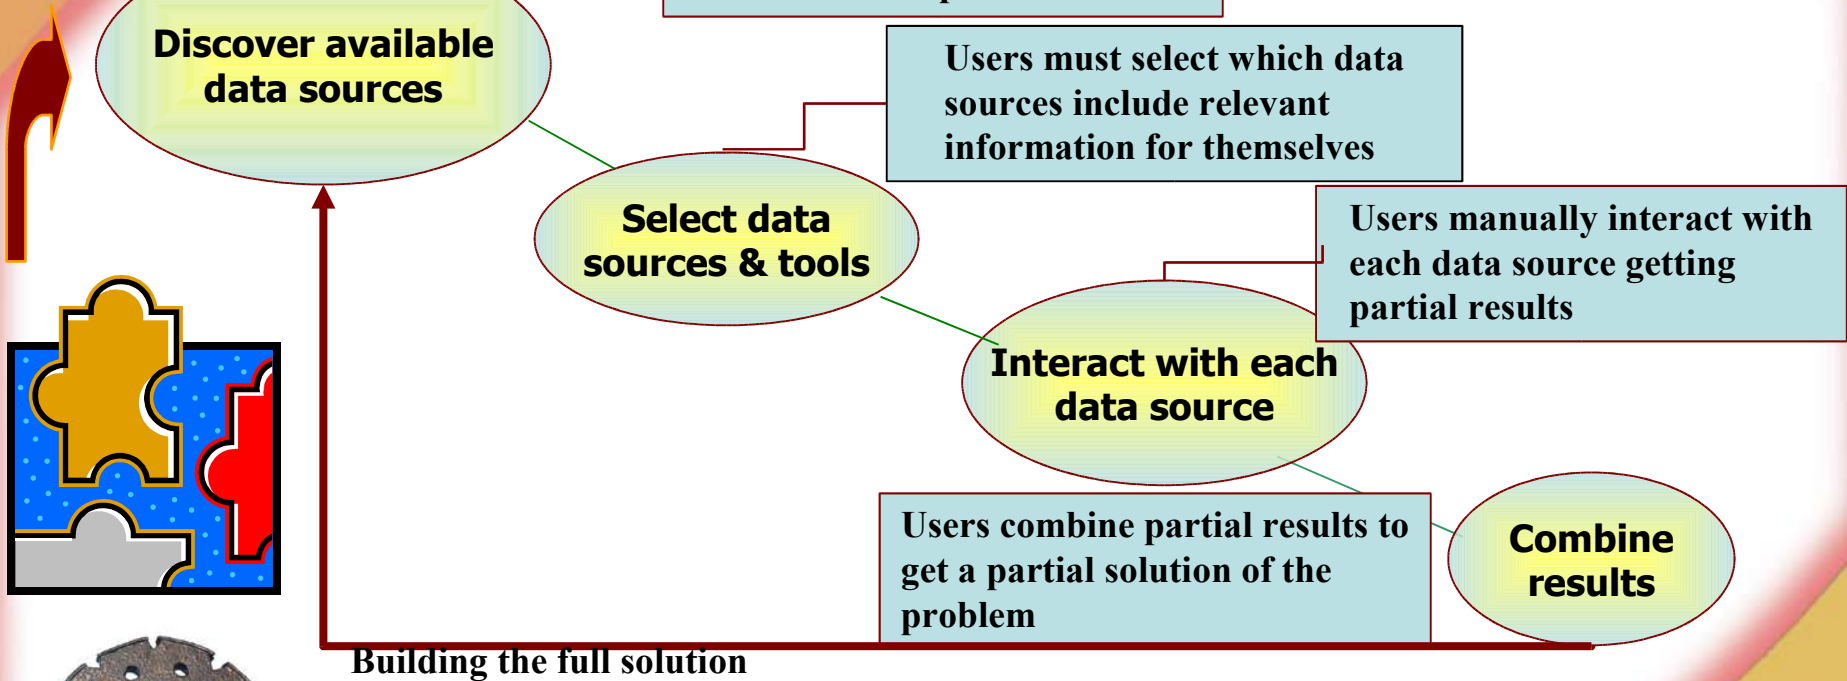 Discover available
data sources
Users must select which data
sources include relevant
information for themselves
Select data
sources & tools
Users manually interact with
each data source getting
partial results
Interact with each
data source
Users combine partial results to
get a partial solution of the
problem
Combine
results
Building the full solution